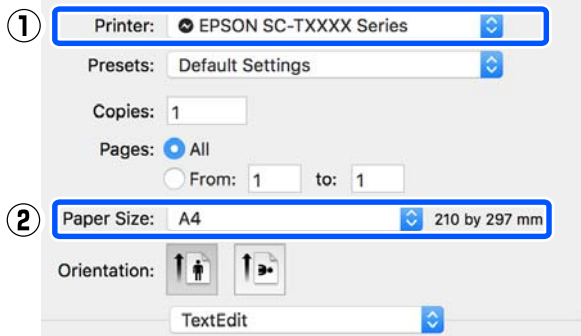 ① Printer: EPSON SC-TXXXX Series
Presets: Default Settings
Copies: 1
Pages: All
From: 1 to: 1
② Paper Size: A4 210 by 297 mm
Orientation:
TextEdit